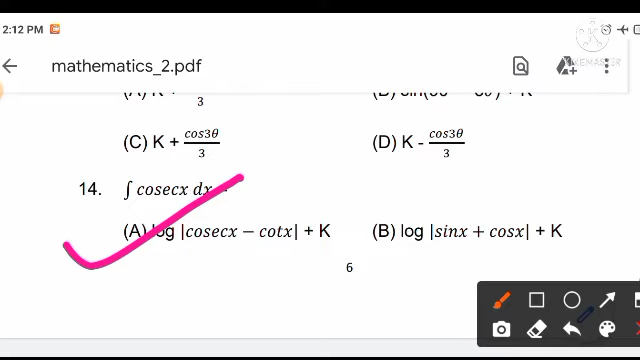 2:12 PM
KINEMASTER
mathematics_2.pdf
(C) K + cos3θ/3
(D) K - cos3θ/3
14. ∫ cosecx dx =
(A) log |cosecx − cotx| + K
(B) log |sinx + cosx| + K
6